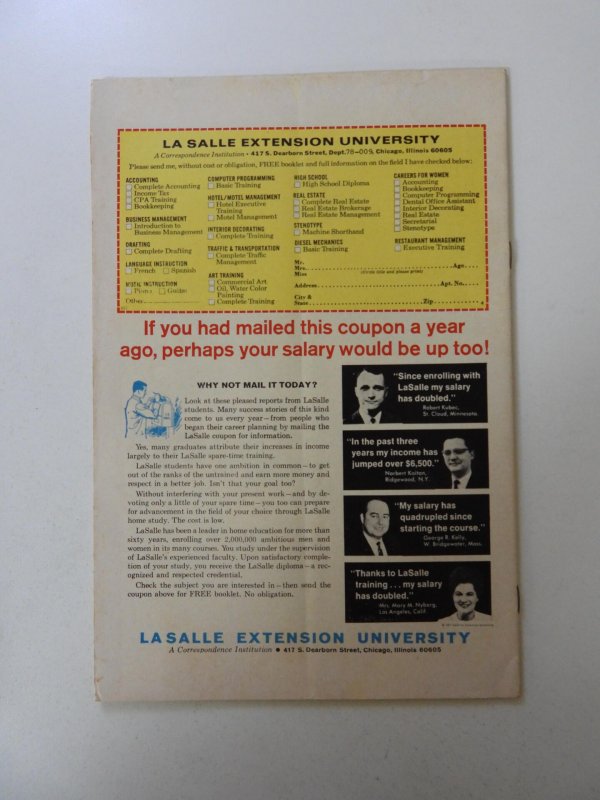 LA SALLE EXTENSION UNIVERSITY
A Correspondence Institution • 417 S. Dearborn Street, Dept. 78-009, Chicago, Illinois 60605
Please send me, without cost or obligation, FREE booklet and full information on the field I have checked below:
ACCOUNTING
Complete Accounting
Income Tax
CPA Training
Bookkeeping
BUSINESS MANAGEMENT
Introduction to
Business Management
DRAFTING
Complete Drafting
LANGUAGE INSTRUCTION
French Spanish
MUSIC INSTRUCTION
Piano Guitar
Other
COMPUTER PROGRAMMING
Basic Training
HOTEL/MOTEL MANAGEMENT
Hotel Executive
Training
Motel Management
INTERIOR DECORATING
Complete Training
TRAFFIC & TRANSPORTATION
Complete Traffic
Management
ART TRAINING
Commercial Art
Oil, Water Color
Painting
Complete Training
HIGH SCHOOL
High School Diploma
REAL ESTATE
Complete Real Estate
Real Estate Brokerage
Real Estate Management
STENOTYPE
Machine Shorthand
DIESEL MECHANICS
Basic Training
CAREERS FOR WOMEN
Accounting
Bookkeeping
Computer Programming
Dental Office Assistant
Interior Decorating
Real Estate
Secretarial
Stenotype
RESTAURANT MANAGEMENT
Executive Training
Mr.
Mrs. Age
Miss (circle title and please print)
Address Apt. No.
City &
State Zip
If you had mailed this coupon a year
ago, perhaps your salary would be up too!
WHY NOT MAIL IT TODAY?
Look at these pleased reports from LaSalle
students. Many success stories of this kind
come to us every year—from people who
began their career planning by mailing the
LaSalle coupon for information.
Yes, many graduates attribute their increases in income
largely to their LaSalle spare-time training.
LaSalle students have one ambition in common—to get
out of the ranks of the untrained and earn more money and
respect in a better job. Isn't that your goal too?
Without interfering with your present work—and by de-
voting only a little of your spare time—you too can prepare
for advancement in the field of your choice through LaSalle
home study. The cost is low.
LaSalle has been a leader in home education for more than
sixty years, enrolling over 2,000,000 ambitious men and
women in its many courses. You study under the supervision
of LaSalle's experienced faculty. Upon satisfactory comple-
tion of your study, you receive the LaSalle diploma—a rec-
ognized and respected credential.
Check the subject you are interested in—then send the
coupon above for FREE booklet. No obligation.
"Since enrolling with
LaSalle my salary
has doubled."
Robert Kubec,
St. Cloud, Minnesota.
"In the past three
years my income has
jumped over $6,500."
Norbert Kaitan,
Ridgewood, N.Y.
"My salary has
quadrupled since
starting the course."
George R. Kelly,
W. Bridgewater, Mass.
"Thanks to LaSalle
training . . . my salary
has doubled."
Mrs. Mary M. Nyberg,
Los Angeles, Calif.
LA SALLE EXTENSION UNIVERSITY
A Correspondence Institution • 417 S. Dearborn Street, Chicago, Illinois 60605